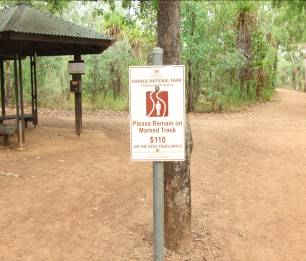 KAKADU NATIONAL PARK
Please Remain on
Marked Track
$110
ON THE SPOT FINES APPLY